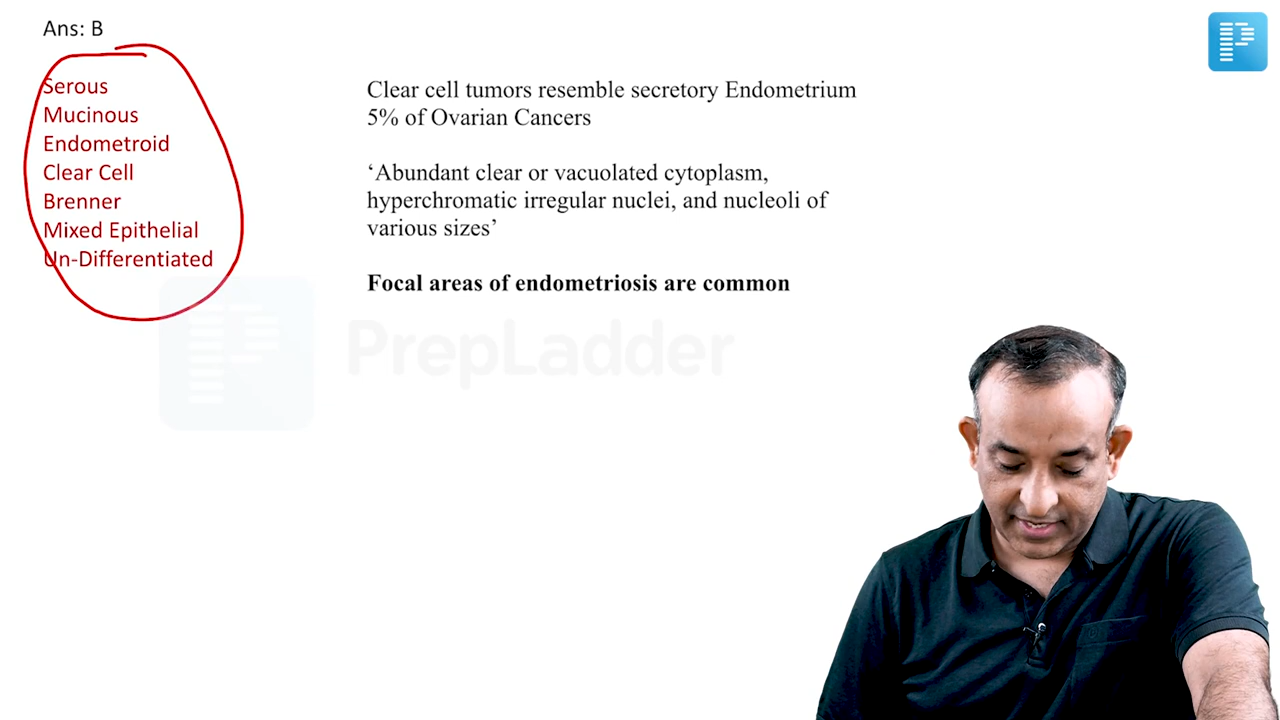 Ans: B
Serous
Mucinous
Endometroid
Clear Cell
Brenner
Mixed Epithelial
Un-Differentiated
Clear cell tumors resemble secretory Endometrium
5% of Ovarian Cancers
‘Abundant clear or vacuolated cytoplasm,
hyperchromatic irregular nuclei, and nucleoli of
various sizes’
Focal areas of endometriosis are common
PrepLadder